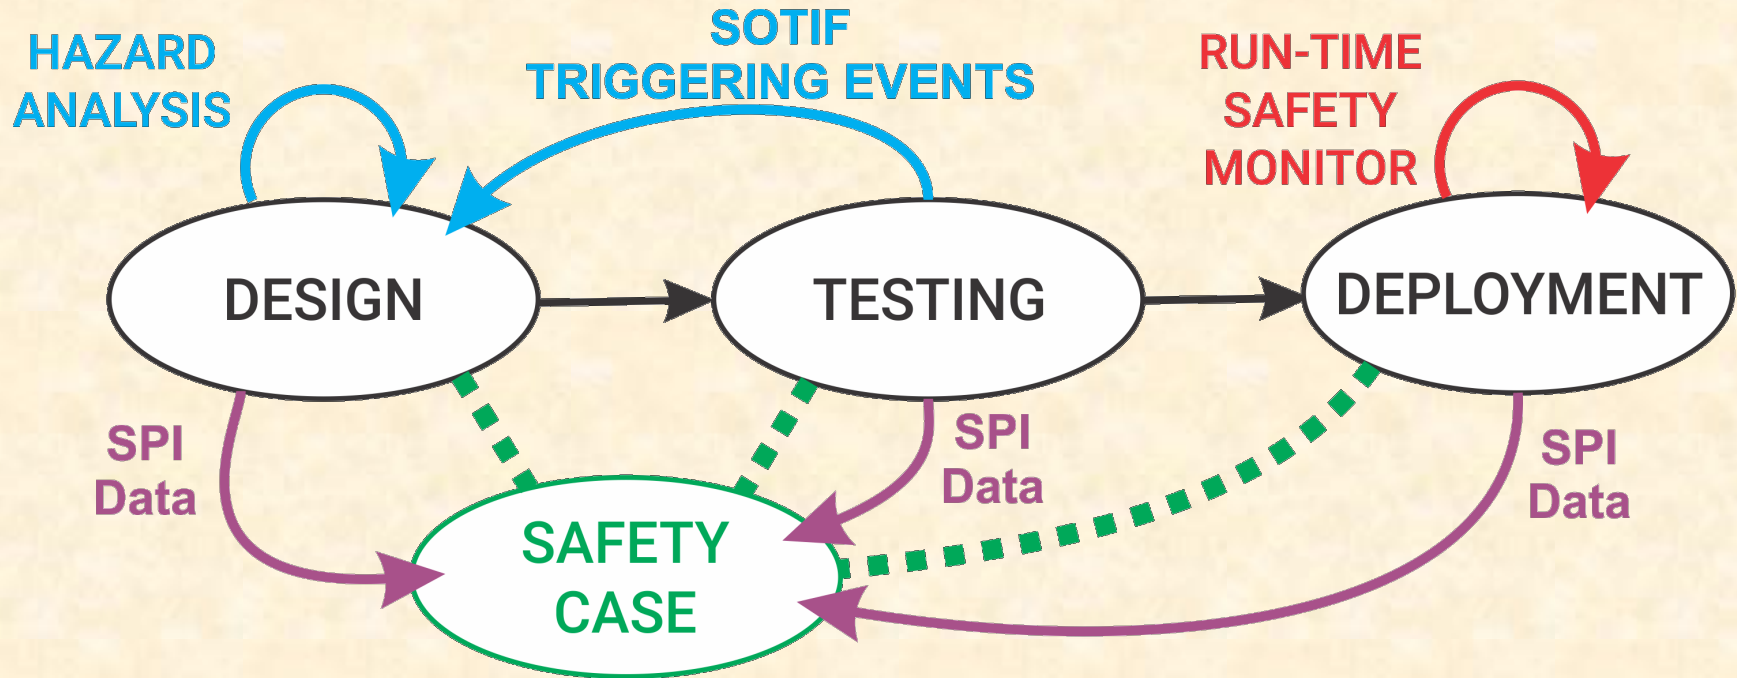 HAZARD
ANALYSIS
SOTIF
TRIGGERING EVENTS
RUN-TIME
SAFETY
MONITOR
DESIGN
TESTING
DEPLOYMENT
SPI
Data
SPI
Data
SPI
Data
SAFETY
CASE